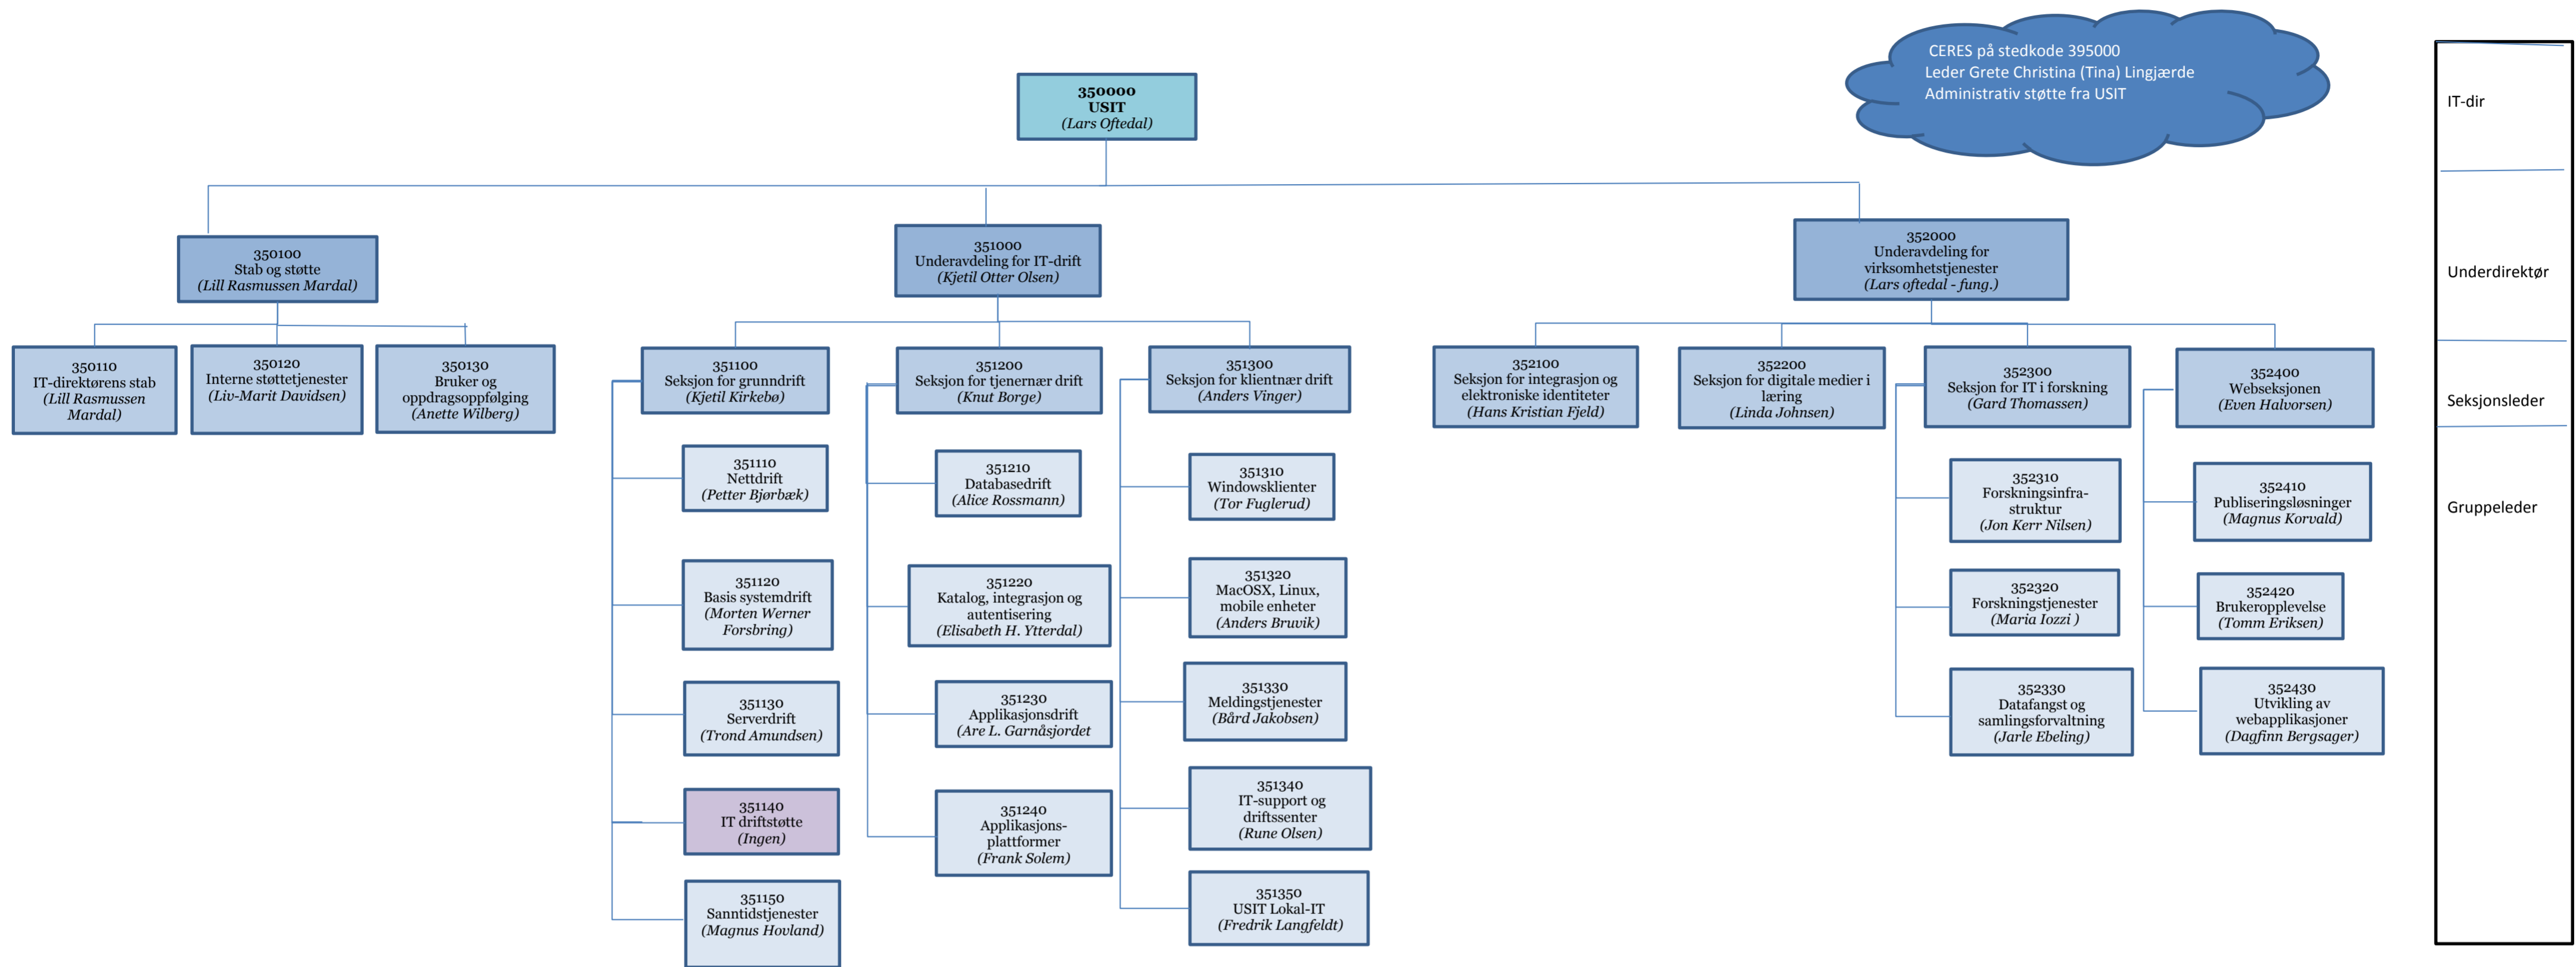 CERES på stedkode 395000
Leder Grete Christina (Tina) Lingjærde
Administrativ støtte fra USIT
IT-dir
Underdirektør
Seksjonsleder
Gruppeleder
350000
USIT
(Lars Oftedal)
350100
Stab og støtte
(Lill Rasmussen Mardal)
351000
Underavdeling for IT-drift
(Kjetil Otter Olsen)
352000
Underavdeling for
virksomhetstjenester
(Lars oftedal - fung.)
350110
IT-direktørens stab
(Lill Rasmussen
Mardal)
350120
Interne støttetjenester
(Liv-Marit Davidsen)
350130
Bruker og
oppdragsoppfølging
(Anette Wilberg)
351100
Seksjon for grunndrift
(Kjetil Kirkebø)
351110
Nettdrift
(Petter Bjørbæk)
351120
Basis systemdrift
(Morten Werner
Forsbring)
351130
Serverdrift
(Trond Amundsen)
351140
IT driftstøtte
(Ingen)
351150
Sanntidstjenester
(Magnus Hovland)
351200
Seksjon for tjenernær drift
(Knut Borge)
351210
Databasedrift
(Alice Rossmann)
351220
Katalog, integrasjon og
autentisering
(Elisabeth H. Ytterdal)
351230
Applikasjonsdrift
(Are L. Garnåsjordet
351240
Applikasjons-
plattformer
(Frank Solem)
351300
Seksjon for klientnær drift
(Anders Vinger)
351310
Windowsklienter
(Tor Fuglerud)
351320
MacOSX, Linux,
mobile enheter
(Anders Bruvik)
351330
Meldingstjenester
(Bård Jakobsen)
351340
IT-support og
driftssenter
(Rune Olsen)
351350
USIT Lokal-IT
(Fredrik Langfeldt)
352100
Seksjon for integrasjon og
elektroniske identiteter
(Hans Kristian Fjeld)
352200
Seksjon for digitale medier i
læring
(Linda Johnsen)
352300
Seksjon for IT i forskning
(Gard Thomassen)
352310
Forskningsinfra-
struktur
(Jon Kerr Nilsen)
352320
Forskningstjenester
(Maria Iozzi )
352330
Datafangst og
samlingsforvaltning
(Jarle Ebeling)
352400
Webseksjonen
(Even Halvorsen)
352410
Publiseringsløsninger
(Magnus Korvald)
352420
Brukeropplevelse
(Tomm Eriksen)
352430
Utvikling av
webapplikasjoner
(Dagfinn Bergsager)